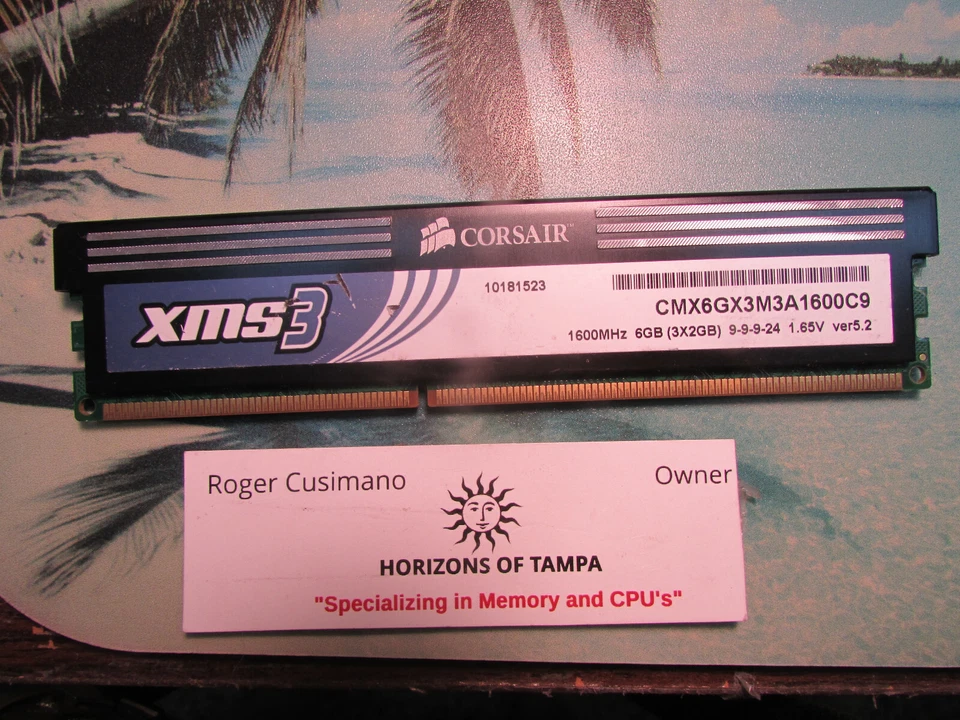 CORSAIR™
xms3
10181523
CMX6GX3M3A1600C9
1600MHz 6GB (3X2GB) 9-9-9-24 1.65V ver5.2
Roger Cusimano Owner
HORIZONS OF TAMPA
"Specializing in Memory and CPU's"